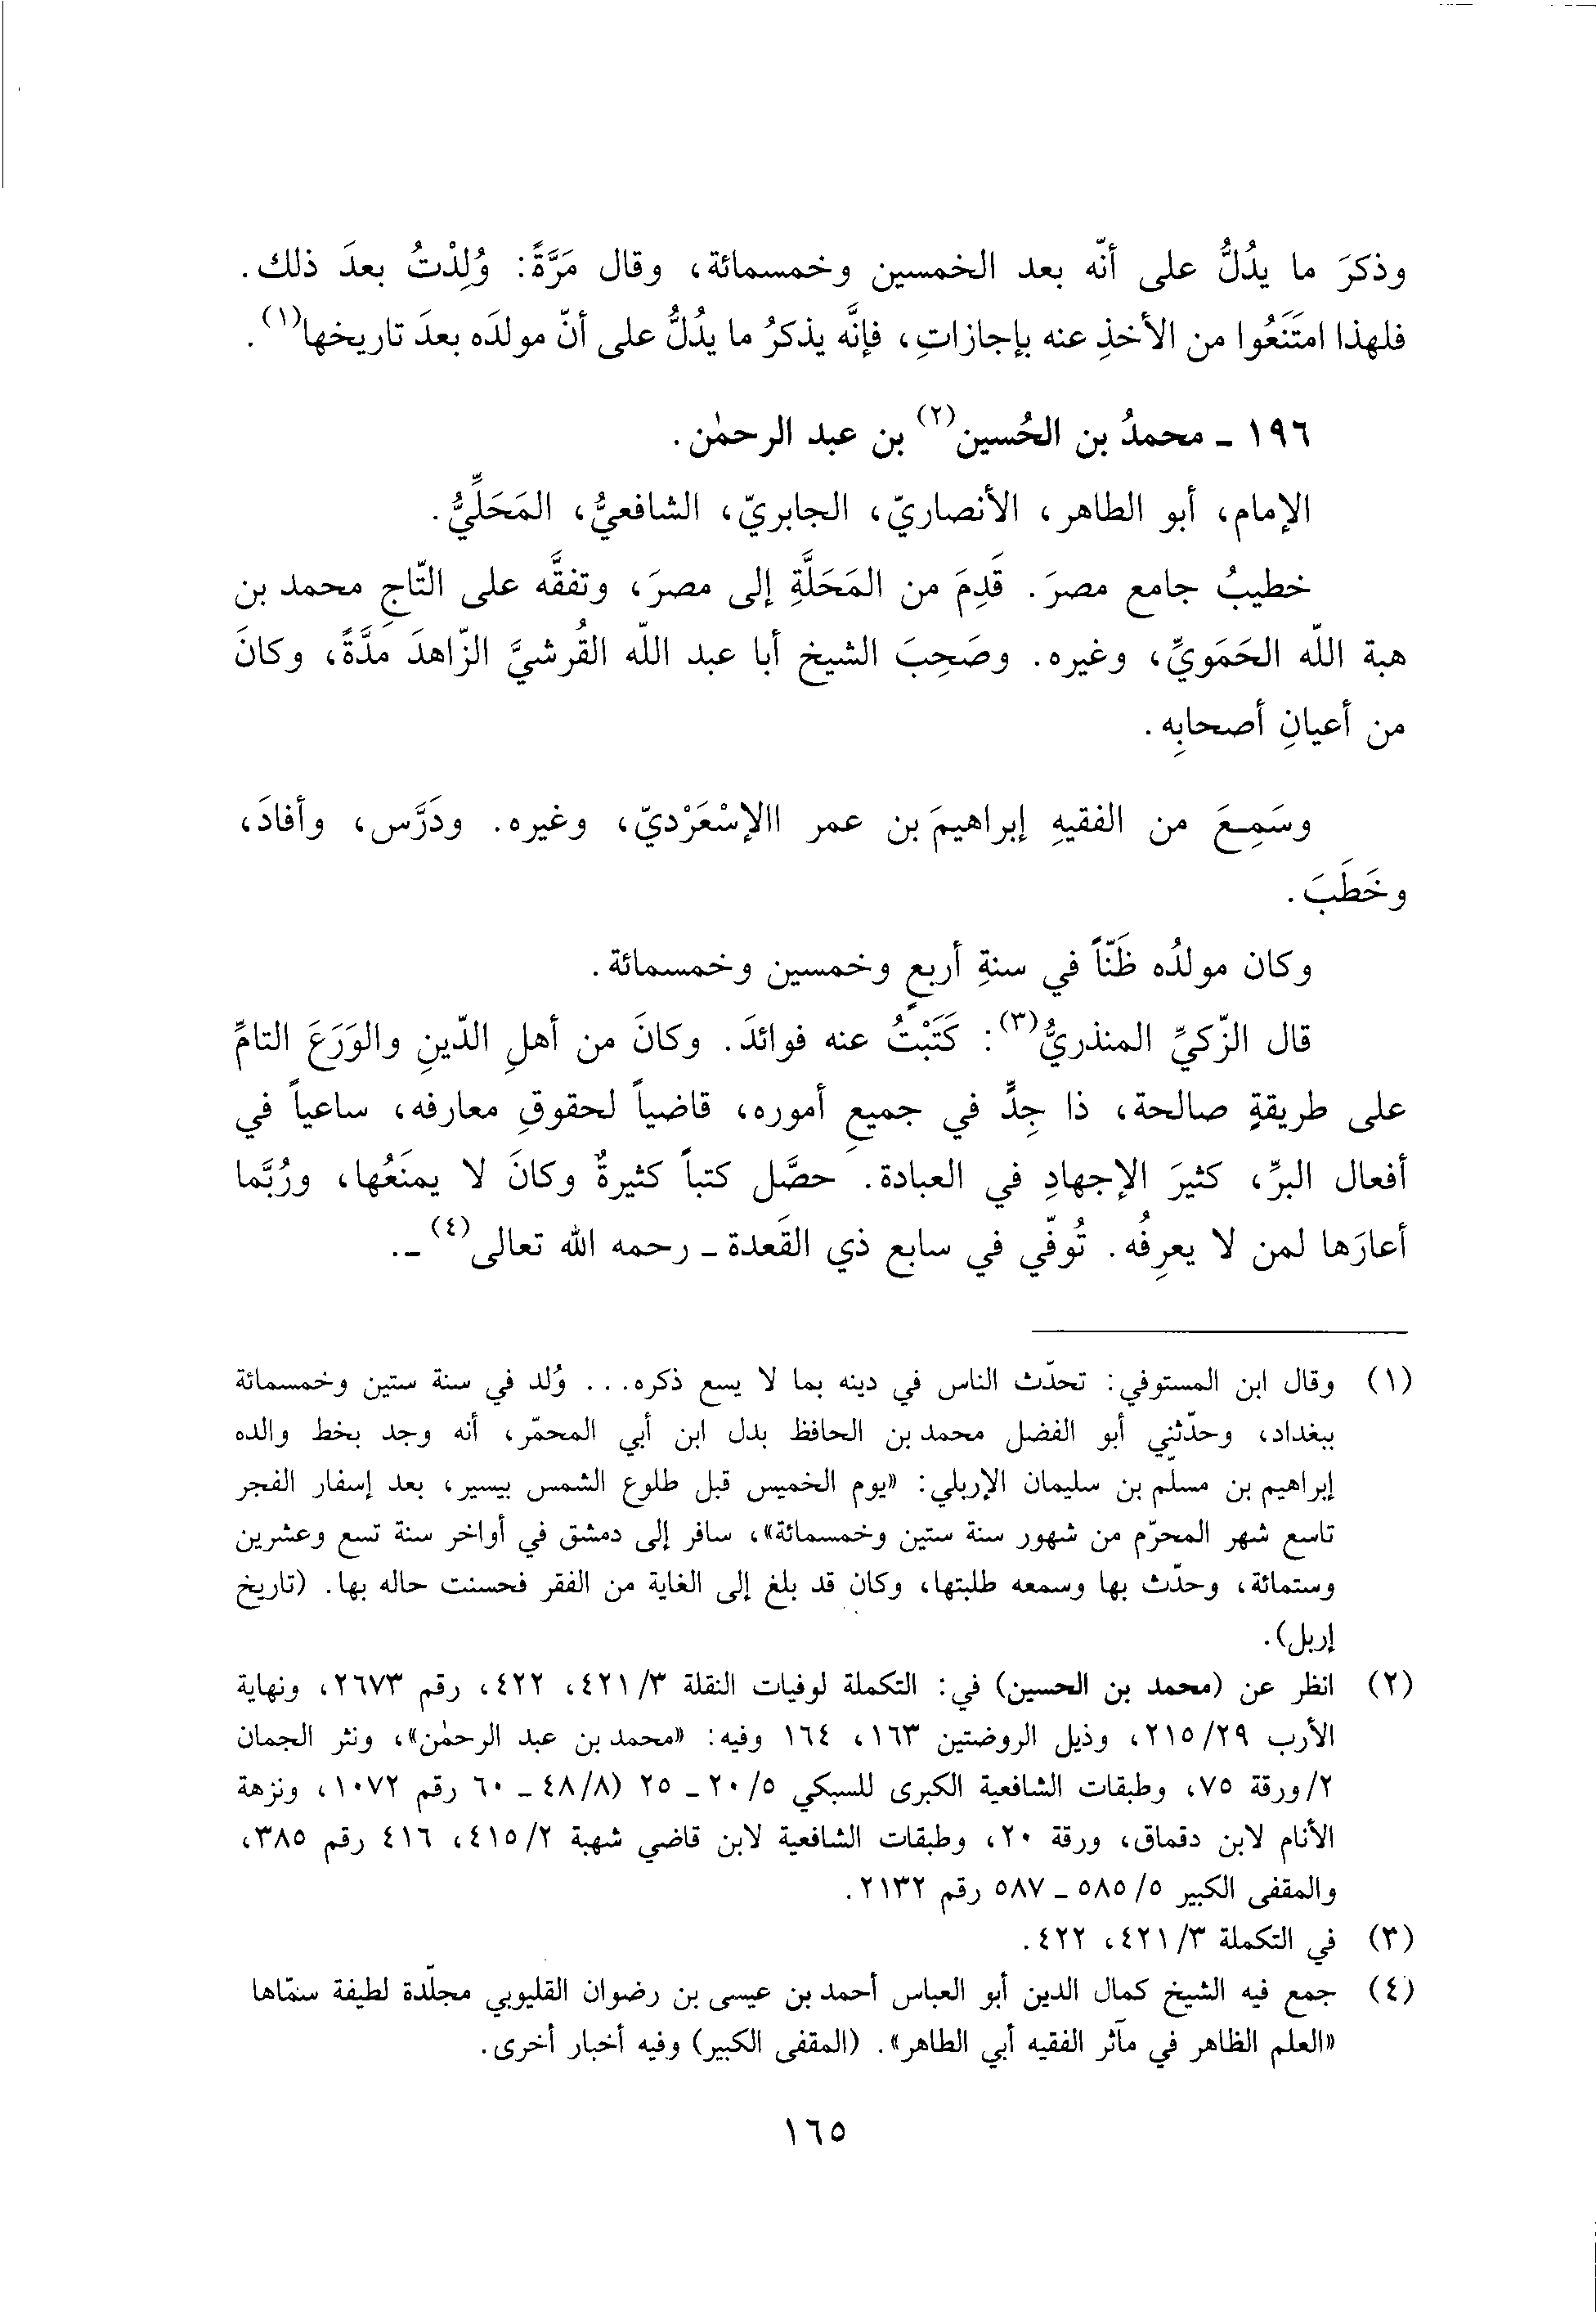 وذكرَ ما يدُلُّ على أنّه بعد الخمسين وخمسمائة، وقال مَرَّةً: وُلِدْتُ بعدَ ذلك.
فلهذا امتَنَعُوا من الأخذِ عنه بإجازاتِ، فإنَّه يذكرُ ما يدُلُّ على أنّ مولدَه بعدَ تاريخها(١).
١٩٦ ـ محمدُ بن الحُسين(٢) بن عبد الرحمٰن.
الإمام، أبو الطاهر، الأنصاريّ، الجابريّ، الشافعيُّ، المَحَلِّيُّ.
خطيبُ جامع مصرَ. قَدِمَ من المَحَلَّةِ إلى مصرَ، وتفقَّه على التّاجِ محمد بن
هبة اللّه الحَمَويِّ، وغيره. وصَحِبَ الشيخ أبا عبد اللّه القُرشيَّ الزّاهدَ مدَّةً، وكانَ
من أعيانِ أصحابِه.
وسَمِعَ من الفقيهِ إبراهيمَ بن عمر االإسْعَرْديّ، وغيره. ودَرَّس، وأفادَ،
وخَطَبَ.
وكان مولدُه ظَنّاً في سنةِ أربعٍ وخمسين وخمسمائة.
قال الزّكيِّ المنذريُّ(٣): كَتَبْتُ عنه فوائدَ. وكانَ من أهلِ الدّينِ والوَرَعَ التامِّ
على طريقةٍ صالحة، ذا جِدٍّ في جميعِ أموره، قاضياً لحقوقِ معارفه، ساعياً في
أفعال البرِّ، كثيرَ الإجهادِ في العبادة. حصَّل كتباً كثيرةٌ وكانَ لا يمنَعُها، ورُبَّما
أعارَها لمن لا يعرِفُه. تُوفّي في سابع ذي القَعدة ـ رحمه الله تعالى(٤) ـ.
(١) وقال ابن المستوفي: تحدّث الناس في دينه بما لا يسع ذكره... وُلد في سنة ستين وخمسمائة
ببغداد، وحدّثني أبو الفضل محمد بن الحافظ بدل ابن أبي المحمّر، أنه وجد بخط والده
إبراهيم بن مسلّم بن سليمان الإربلي: «يوم الخميس قبل طلوع الشمس بيسير، بعد إسفار الفجر
تاسع شهر المحرّم من شهور سنة ستين وخمسمائة»، سافر إلى دمشق في أواخر سنة تسع وعشرين
وستمائة، وحدّث بها وسمعه طلبتها، وكان قد بلغ إلى الغاية من الفقر فحسنت حاله بها. (تاريخ
إربل).
(٢) انظر عن (محمد بن الحسين) في: التكملة لوفيات النقلة ٣/ ٤٢١، ٤٢٢، رقم ٢٦٧٣، ونهاية
الأرب ٢٩/ ٢١٥، وذيل الروضتين ١٦٣، ١٦٤ وفيه: «محمد بن عبد الرحمٰن»، ونثر الجمان
٢/ ورقة ٧٥، وطبقات الشافعية الكبرى للسبكي ٥/ ٢٠ ـ ٢٥ (٨/ ٤٨ ـ ٦٠ رقم ١٠٧٢، ونزهة
الأنام لابن دقماق، ورقة ٢٠، وطبقات الشافعية لابن قاضي شهبة ٢/ ٤١٥، ٤١٦ رقم ٣٨٥،
والمقفى الكبير ٥/ ٥٨٥ ـ ٥٨٧ رقم ٢١٣٢.
(٣) في التكملة ٣/ ٤٢١، ٤٢٢.
(٤) جمع فيه الشيخ كمال الدين أبو العباس أحمد بن عيسى بن رضوان القليوبي مجلّدة لطيفة سمّاها
«العلم الظاهر في مآثر الفقيه أبي الطاهر». (المقفى الكبير) وفيه أخبار أخرى.
١٦٥